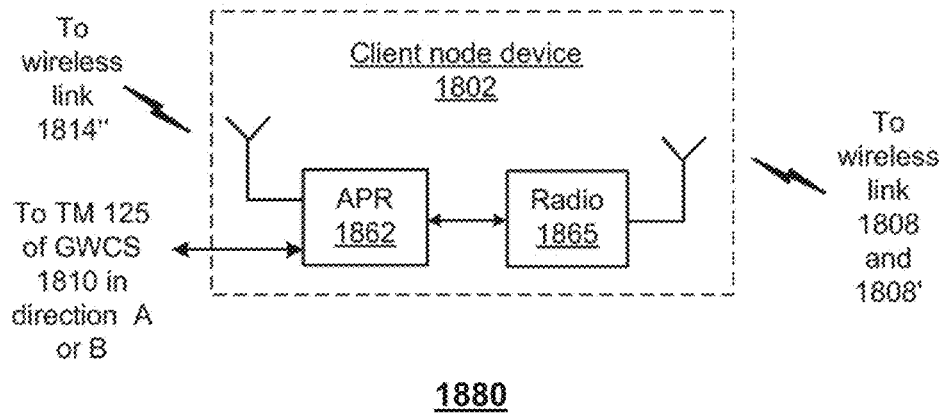 To
wireless
link
1814"
To TM 125
of GWCS
1810 in
direction A
or B
Client node device
1802
APR
1862
Radio
1865
To
wireless
link
1808
and
1808'
1880